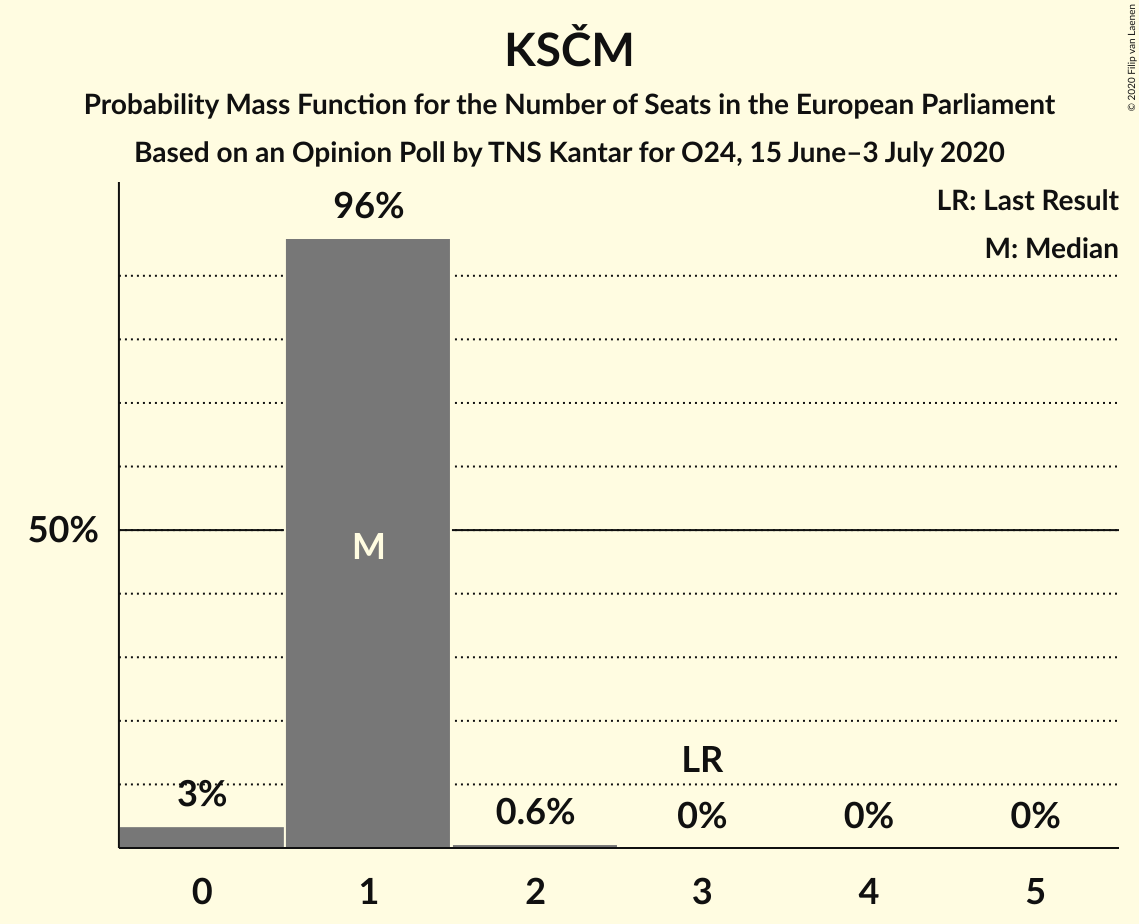 KSČM
Probability Mass Function for the Number of Seats in the European Parliament
Based on an Opinion Poll by TNS Kantar for O24, 15 June–3 July 2020
© 2020 Filip van Laenen
LR: Last Result
M: Median
96%
50%
M
LR
3%
0.6%
0%
0%
0%
0
1
2
3
4
5